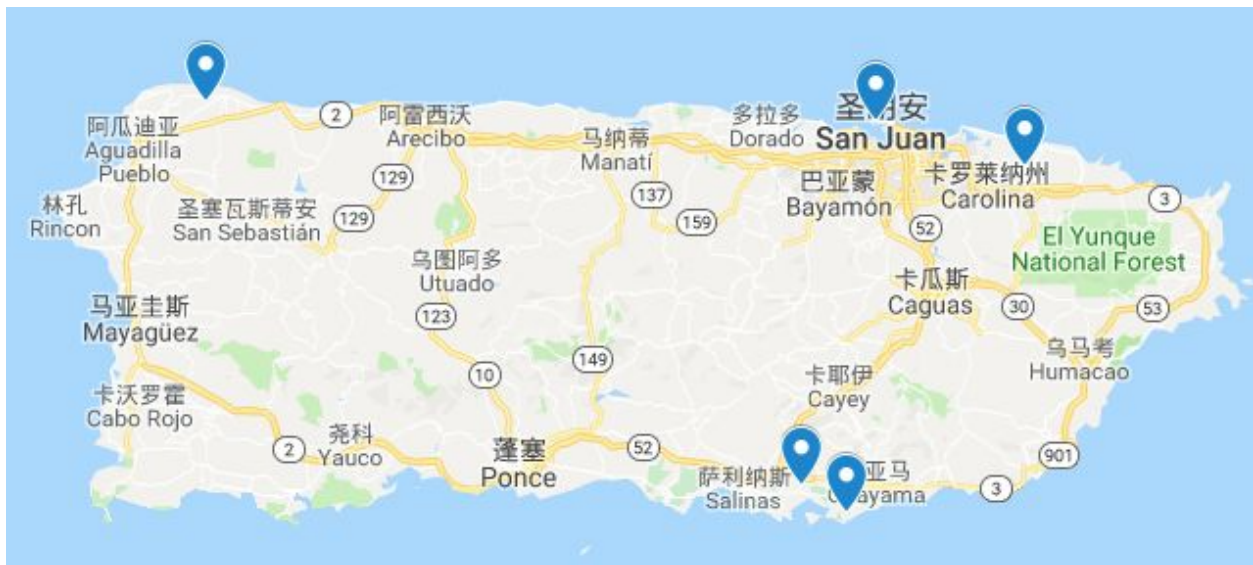 2
阿雷西沃
Arecibo
阿瓜迪亚
Aguadilla
Pueblo
马纳蒂
Manatí
多拉多
Dorado
San Juan
卡罗莱纳州
Carolina
巴亚蒙
Bayamón
129
137
3
林孔
Rincon
圣塞瓦斯蒂安
San Sebastián
129
159
52
El Yunque
National Forest
乌图阿多
Utuado
卡瓜斯
Caguas
马亚圭斯
Mayagüez
123
30
53
149
乌马考
Humacao
10
卡耶伊
Cayey
卡沃罗霍
Cabo Rojo
2
尧科
Yauco
蓬塞
Ponce
52
901
萨利纳斯
Salinas
亚马
3